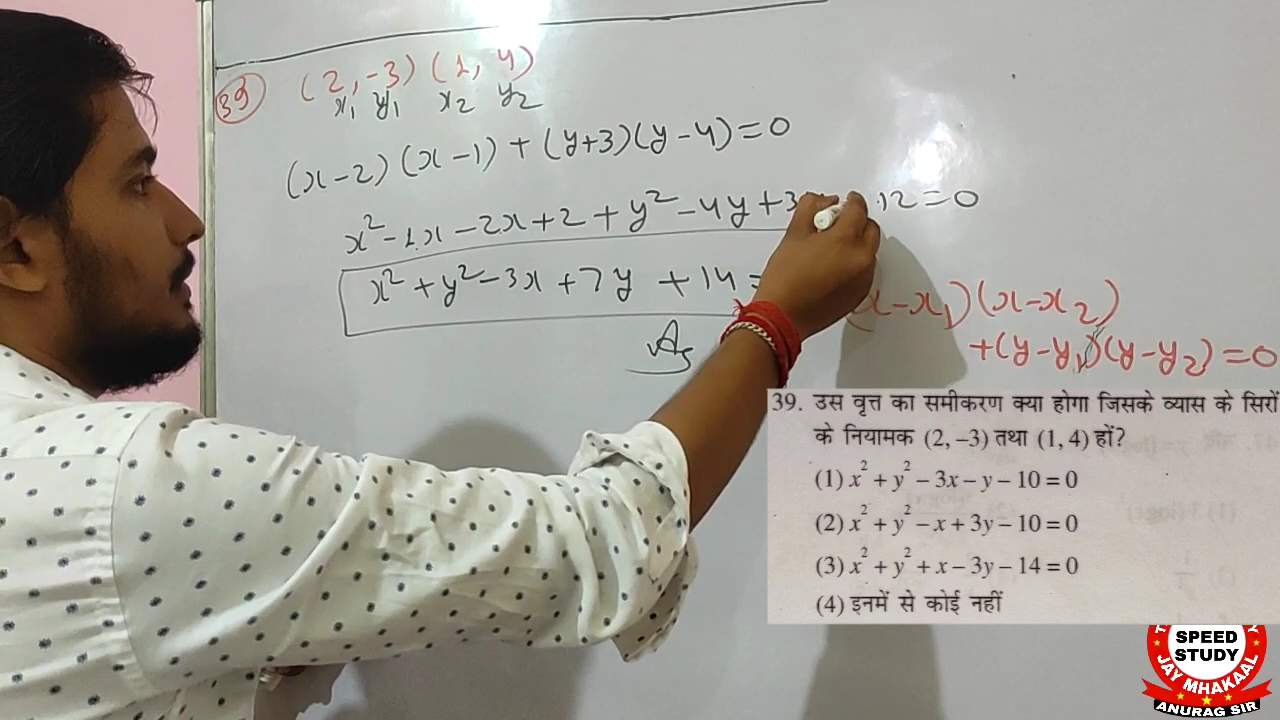 39 (2, -3) (1, 4)
x₁ y₁ x₂ y₂
(x-2) (x-1) + (y+3)(y-4)=0
x² - 1x - 2x + 2 + y² - 4y + 3 12=0
x² + y² - 3x + 7y + 14 =
As
(x-x₁)(x-x₂)
+(y-y₁)(y-y₂)=0
39. उस वृत्त का समीकरण क्या होगा जिसके व्यास के सिरों
के नियामक (2, –3) तथा (1, 4) हों?
(1) x² + y² – 3x – y – 10 = 0
(2) x² + y² – x + 3y – 10 = 0
(3) x² + y² + x – 3y – 14 = 0
(4) इनमें से कोई नहीं
SPEED
STUDY
JAY MHAKAAL
ANURAG SIR